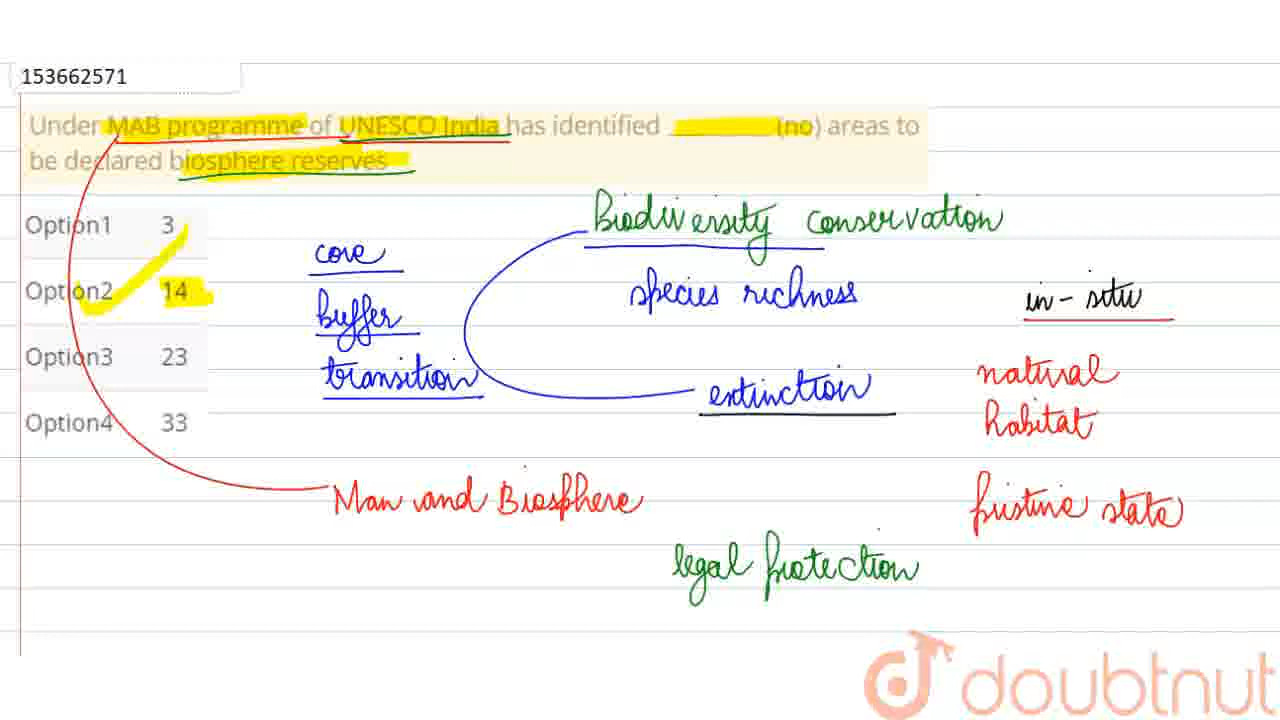 153662571
Under MAB programme of UNESCO India has identified __________ (no) areas to
be declared biosphere reserves
Option1 3
Option2 14
Option3 23
Option4 33
core
buffer
transition
Biodiversity conservation
species richness
extinction
in-situ
natural
habitat
pristine state
Man and Biosphere
legal protection
doubtnut